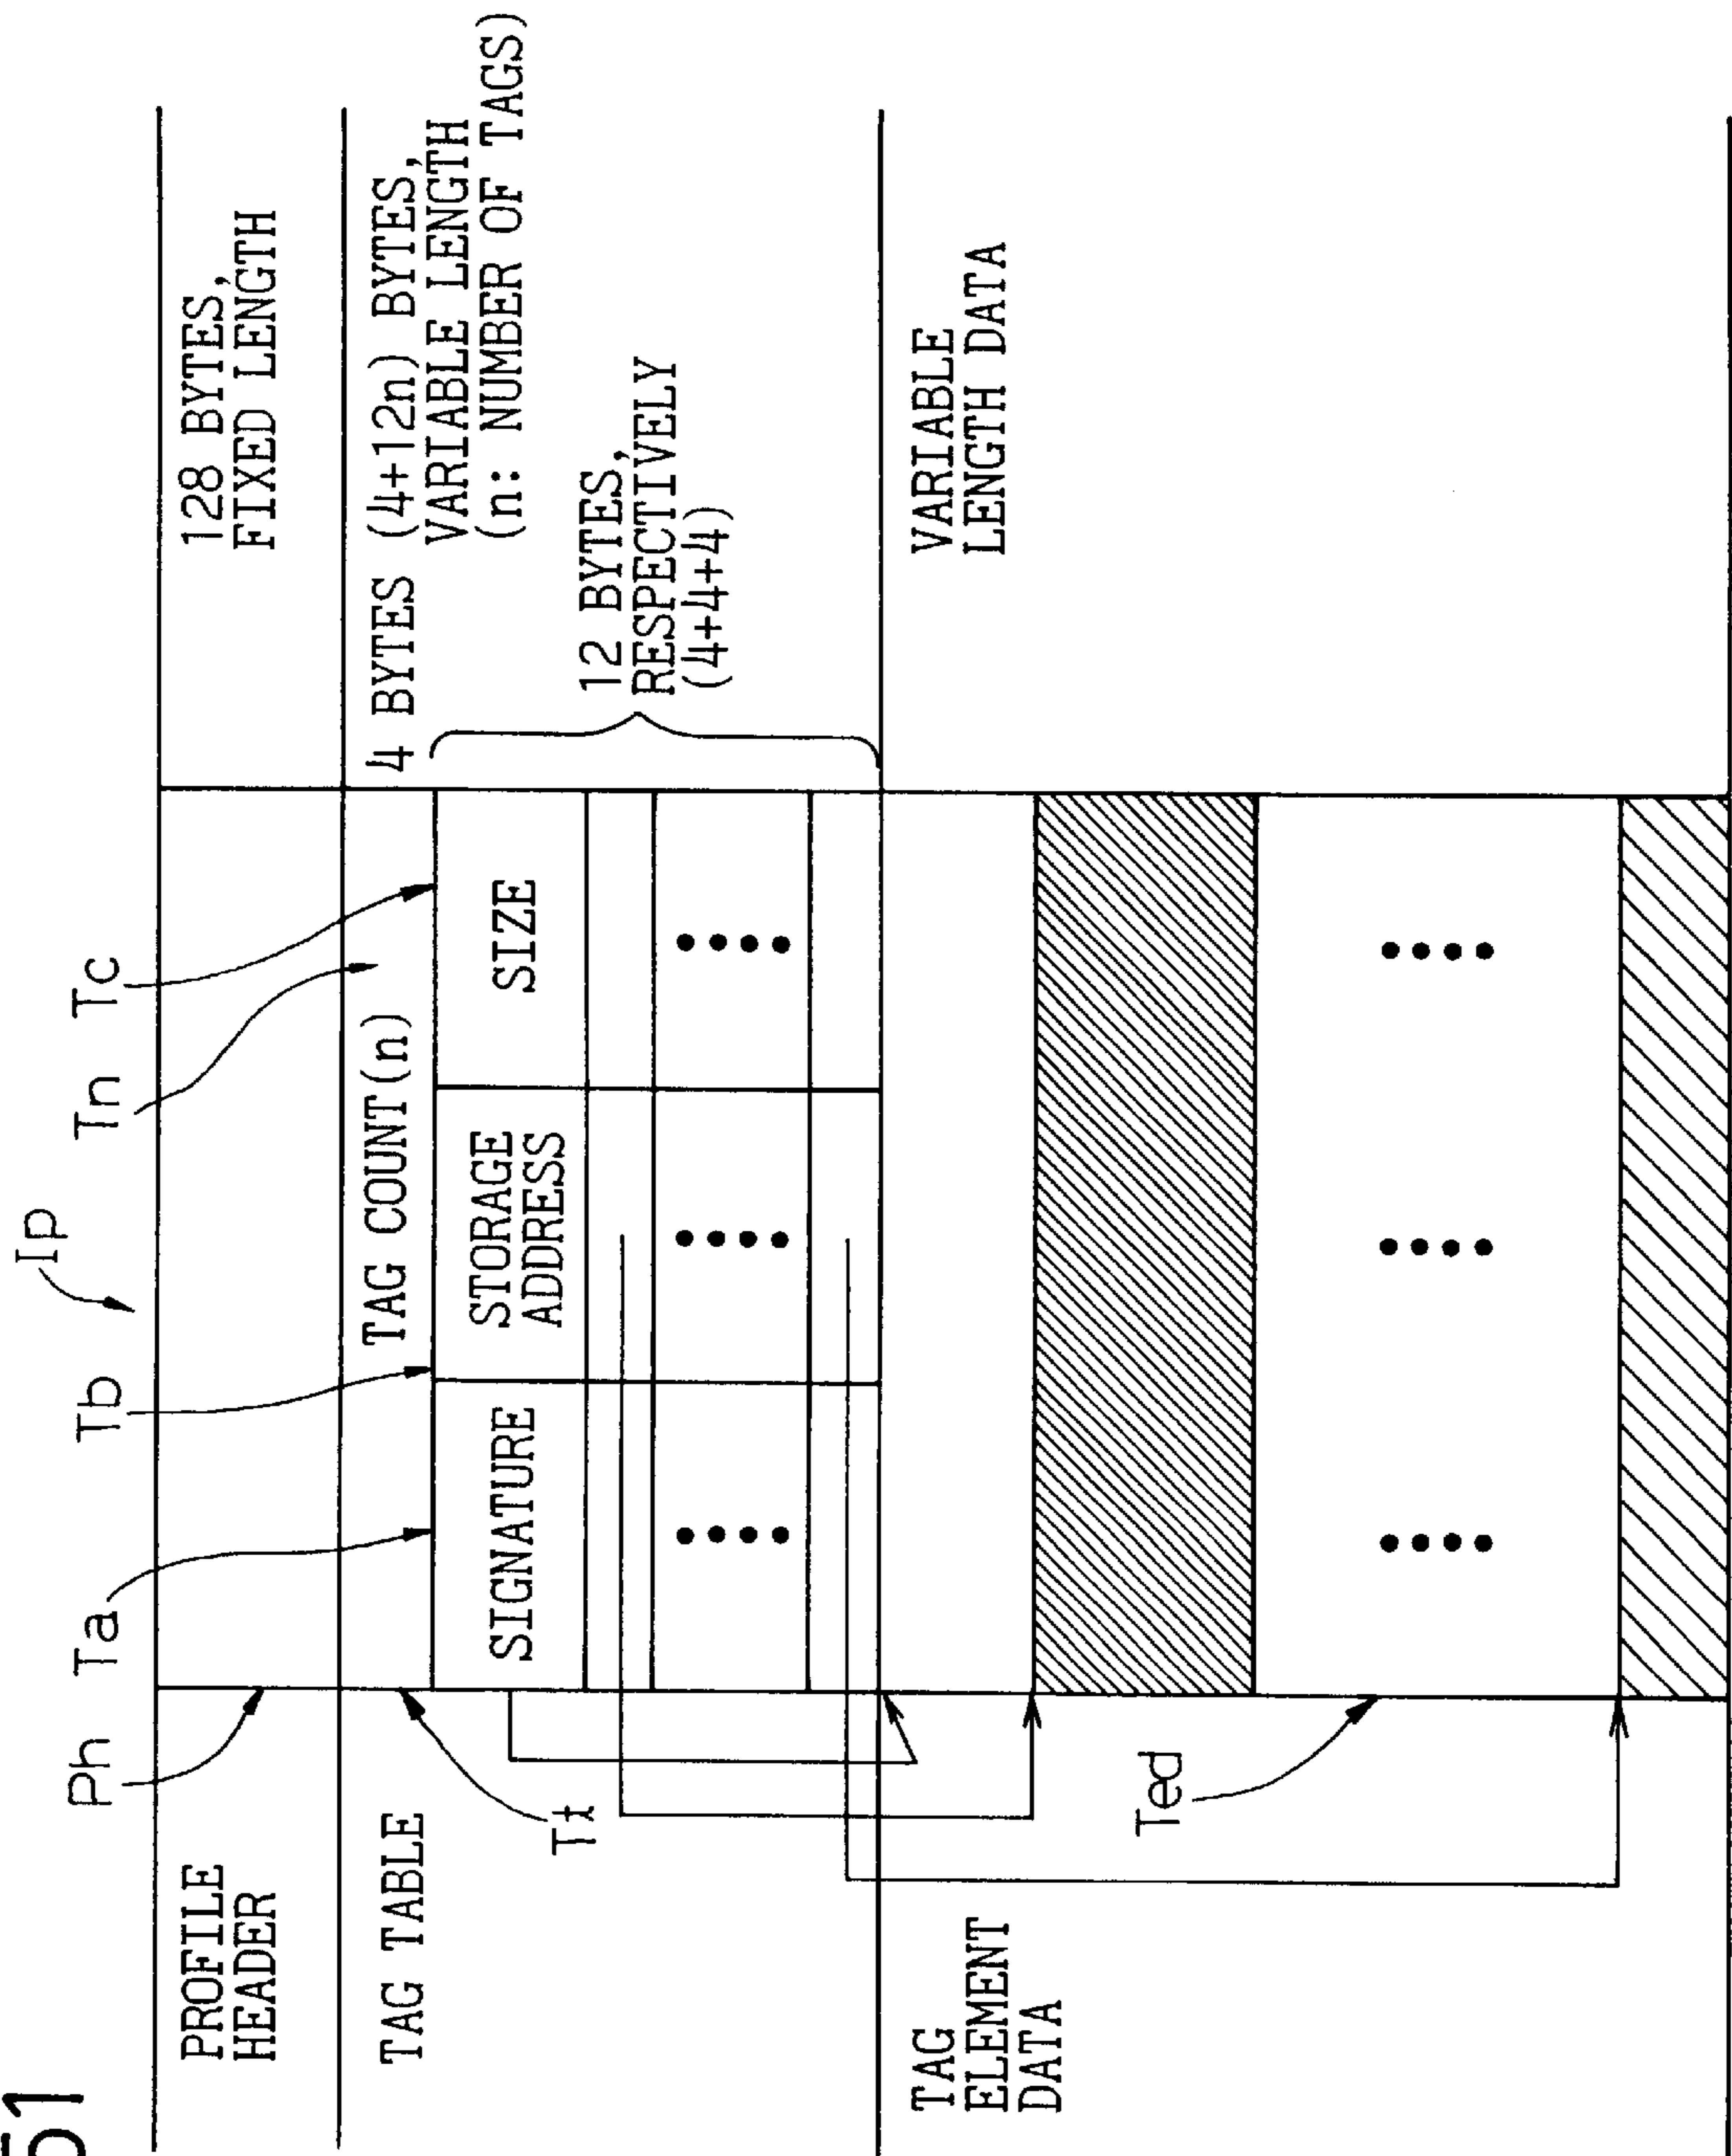 51
Ip
Ph
Ta
Tb
Tn
Tc
PROFILE
HEADER
128 BYTES,
FIXED LENGTH
TAG TABLE
Tt
TAG COUNT(n)
4 BYTES
(4+12n) BYTES,
VARIABLE LENGTH
(n: NUMBER OF TAGS)
SIGNATURE
STORAGE
ADDRESS
SIZE
12 BYTES,
RESPECTIVELY
(4+4+4)
TAG
ELEMENT
DATA
Ted
VARIABLE
LENGTH DATA